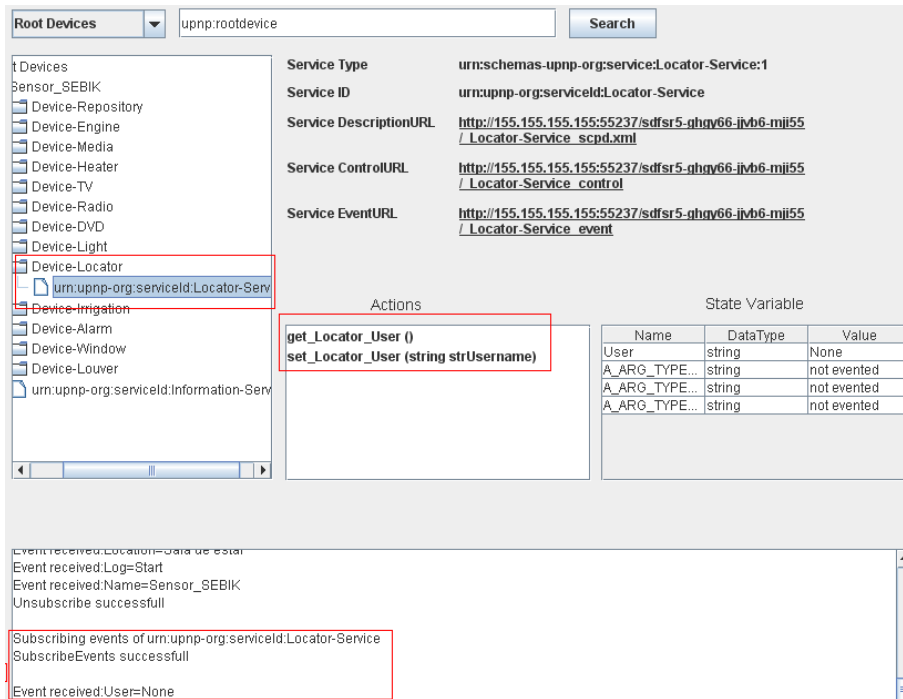 Root Devices
upnp:rootdevice
Search
t Devices
Sensor_SEBIK
Device-Repository
Device-Engine
Device-Media
Device-Heater
Device-TV
Device-Radio
Device-DVD
Device-Light
Device-Locator
urn:upnp-org:serviceId:Locator-Serv
Device-Irrigation
Device-Alarm
Device-Window
Device-Louver
urn:upnp-org:serviceId:Information-Serv
Service Type
urn:schemas-upnp-org:service:Locator-Service:1
Service ID
urn:upnp-org:serviceId:Locator-Service
Service DescriptionURL
http://155.155.155.155:55237/sdfsr5-ghgy66-jjvb6-mji55
/_Locator-Service_scpd.xml
Service ControlURL
http://155.155.155.155:55237/sdfsr5-ghgy66-jjvb6-mji55
/_Locator-Service_control
Service EventURL
http://155.155.155.155:55237/sdfsr5-ghgy66-jjvb6-mji55
/_Locator-Service_event
Actions
get_Locator_User ()
set_Locator_User (string strUsername)
State Variable
Name DataType Value
User string None
A_ARG_TYPE... string not evented
A_ARG_TYPE... string not evented
A_ARG_TYPE... string not evented
Event received:Location=Sala de estar
Event received:Log=Start
Event received:Name=Sensor_SEBIK
Unsubscribe successfull
Subscribing events of urn:upnp-org:serviceId:Locator-Service
SubscribeEvents successfull
Event received:User=None